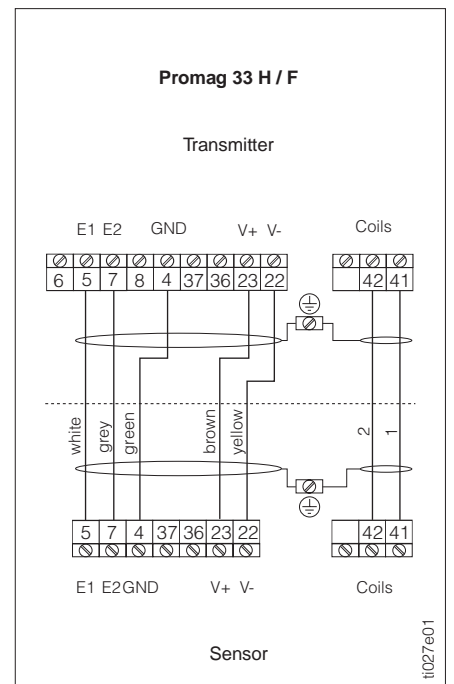 Promag 33 H / F
Transmitter
E1 E2 GND V+ V- Coils
6 5 7 8 4 37 36 23 22 42 41
white grey green brown yellow 2 1
5 7 4 37 36 23 22 42 41
E1 E2GND V+ V- Coils
Sensor
ti027e01